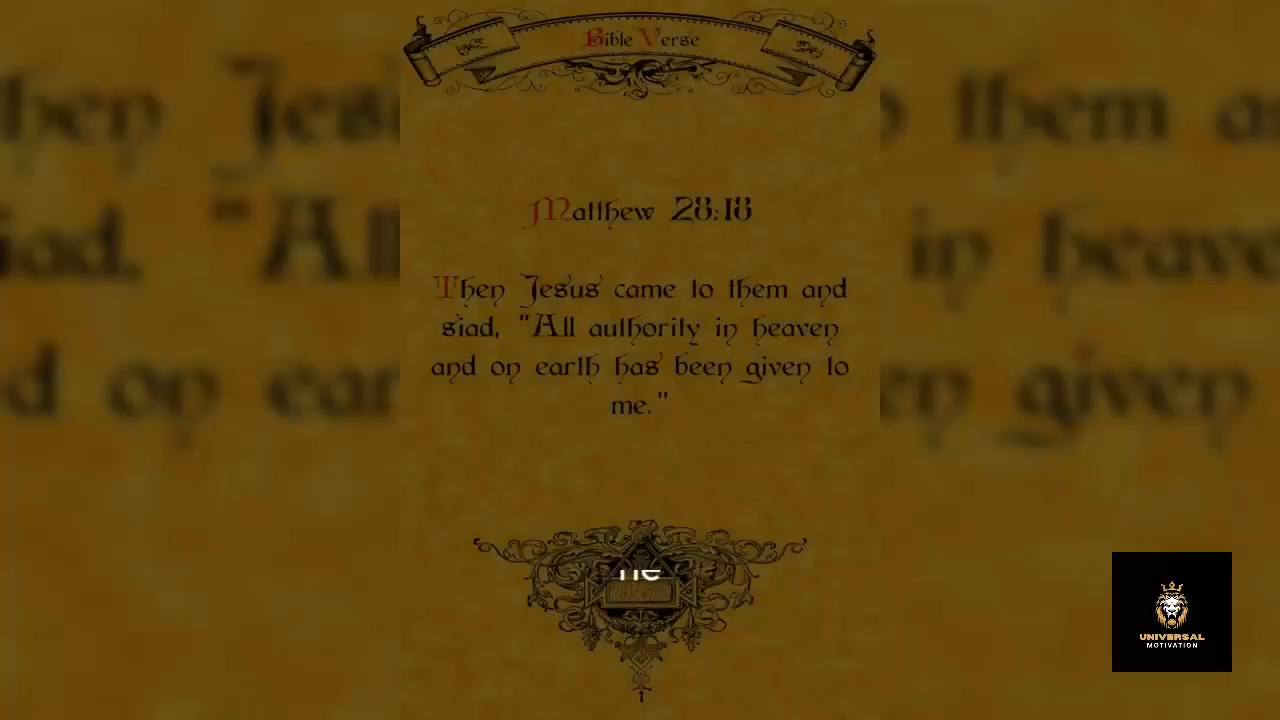 Bible Verse
Matthew 28:18
Then Jesus came to them and
siad, "All authority in heaven
and on earth has been given to
me."
UNIVERSAL
MOTIVATION